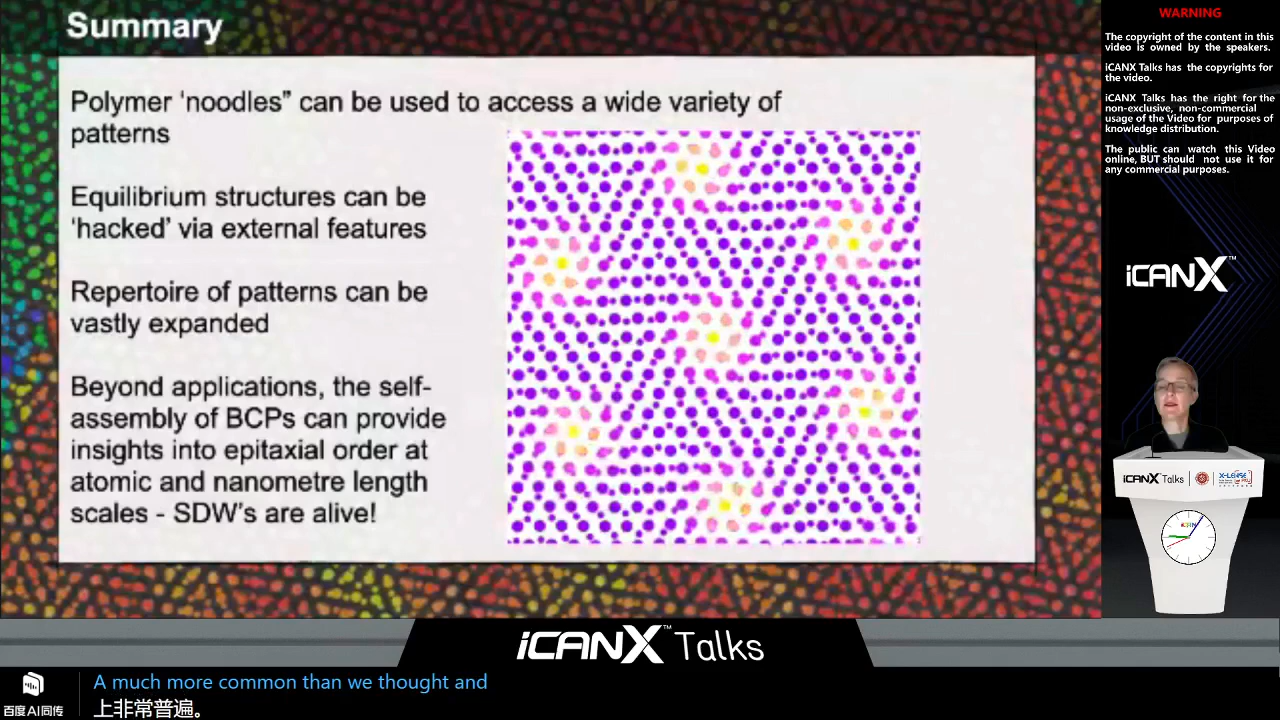 Summary
Polymer ‘noodles” can be used to access a wide variety of
patterns
Equilibrium structures can be
‘hacked’ via external features
Repertoire of patterns can be
vastly expanded
Beyond applications, the self-
assembly of BCPs can provide
insights into epitaxial order at
atomic and nanometre length
scales - SDW’s are alive!
WARNING
The copyright of the content in this
video is owned by the speakers.
iCANX Talks has the copyrights for
the video.
iCANX Talks has the right for the
non-exclusive, non-commercial
usage of the Video for purposes of
knowledge distribution.
The public can watch this Video
online, BUT should not use it for
any commercial purposes.
iCANX™
iCANX Talks
iCANX™ Talks
百度AI同传
A much more common than we thought and
上非常普遍。